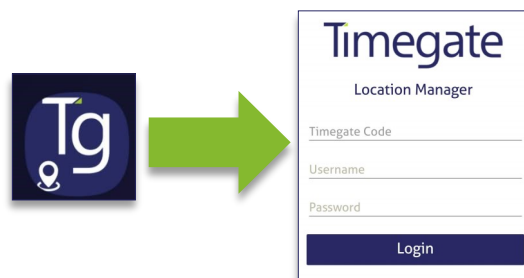 Tg
Timegate
Location Manager
Timegate Code
Username
Password
Login